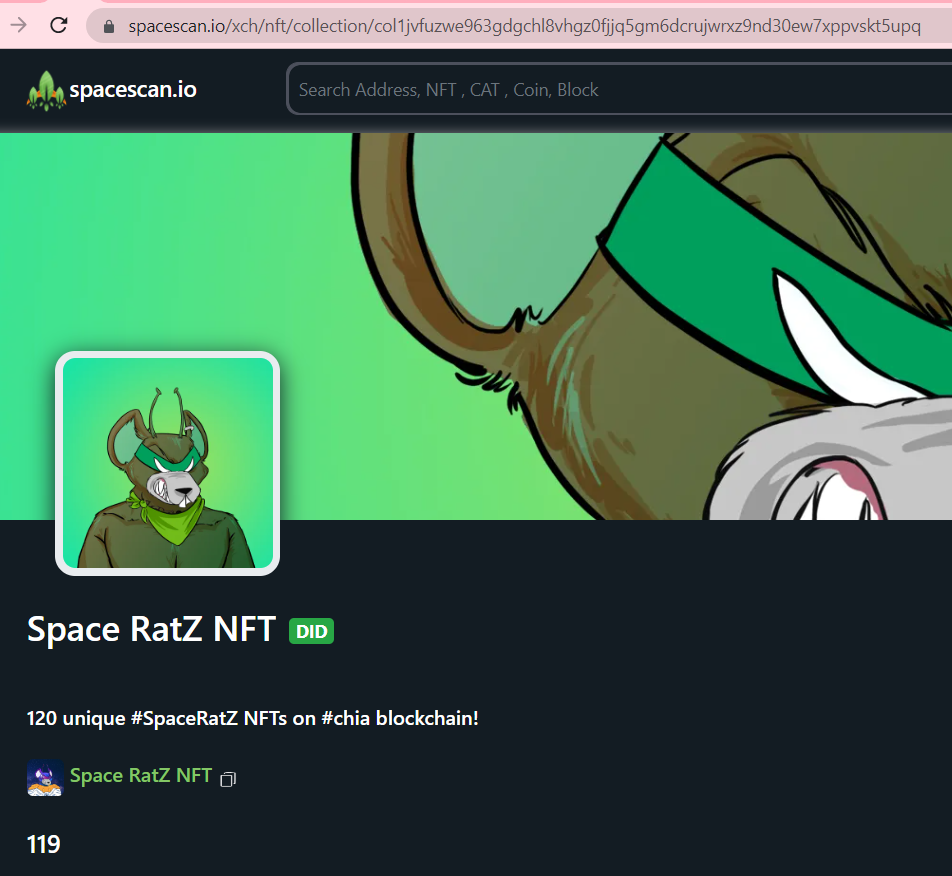 spacescan.io/xch/nft/collection/col1jvfuzwe963gdgchl8vhgz0fjjq5gm6dcrujwrxz9nd30ew7xppvskt5upq
spacescan.io
Search Address, NFT , CAT , Coin, Block
Space RatZ NFT DID
120 unique #SpaceRatZ NFTs on #chia blockchain!
Space RatZ NFT
119